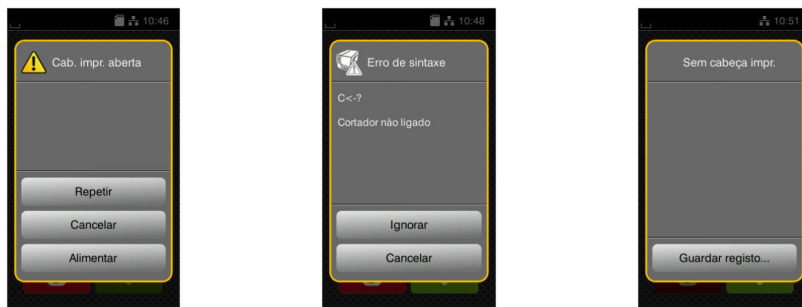 10:46
Cab. impr. aberta
Repetir
Cancelar
Alimentar
10:48
Erro de sintaxe
C<-?
Cortador não ligado
Ignorar
Cancelar
10:51
Sem cabeça impr.
Guardar registo...